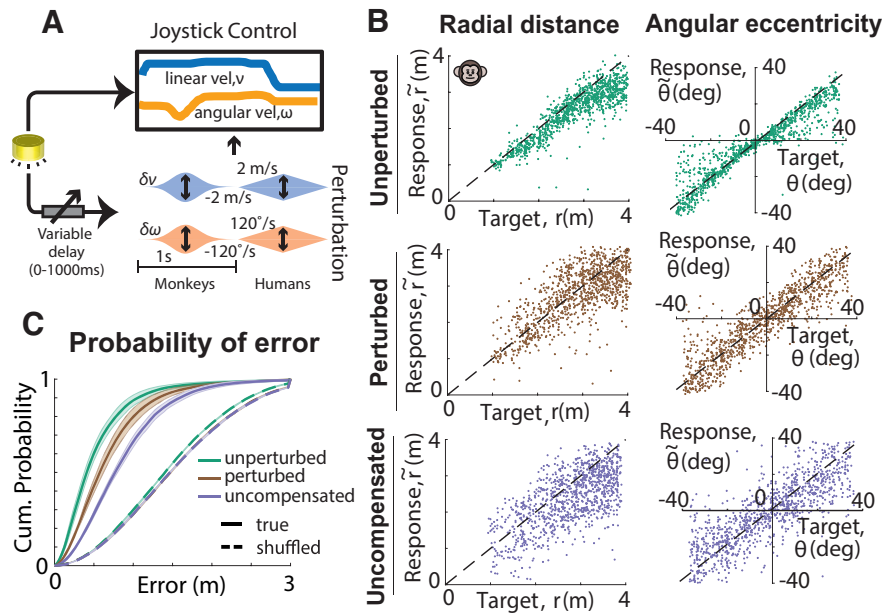 A
Joystick Control
linear vel,ν
angular vel,ω
Variable
delay
(0-1000ms)
δν
2 m/s
-2 m/s
δω
120°/s
-120°/s
1s
Monkeys
Humans
Perturbation
B
Radial distance
Angular eccentricity
Unperturbed
Response, r̃ (m)
4
0
0
Target, r(m)
4
Response,
θ̃(deg)
40
-40
0
40
Target,
θ(deg)
-40
Perturbed
Response, r̃ (m)
4
0
0
Target,r(m)
4
Response,
θ̃(deg)
40
-40
0
40
Target,
θ (deg)
-40
Uncompensated
Response, r̃ (m)
4
0
0
Target, r(m)
4
Response,
θ̃(deg)
40
-40
0
40
Target,
θ(deg)
-40
C
Probability of error
Cum. Probability
1
0
unperturbed
perturbed
uncompensated
true
shuffled
0
Error (m)
3